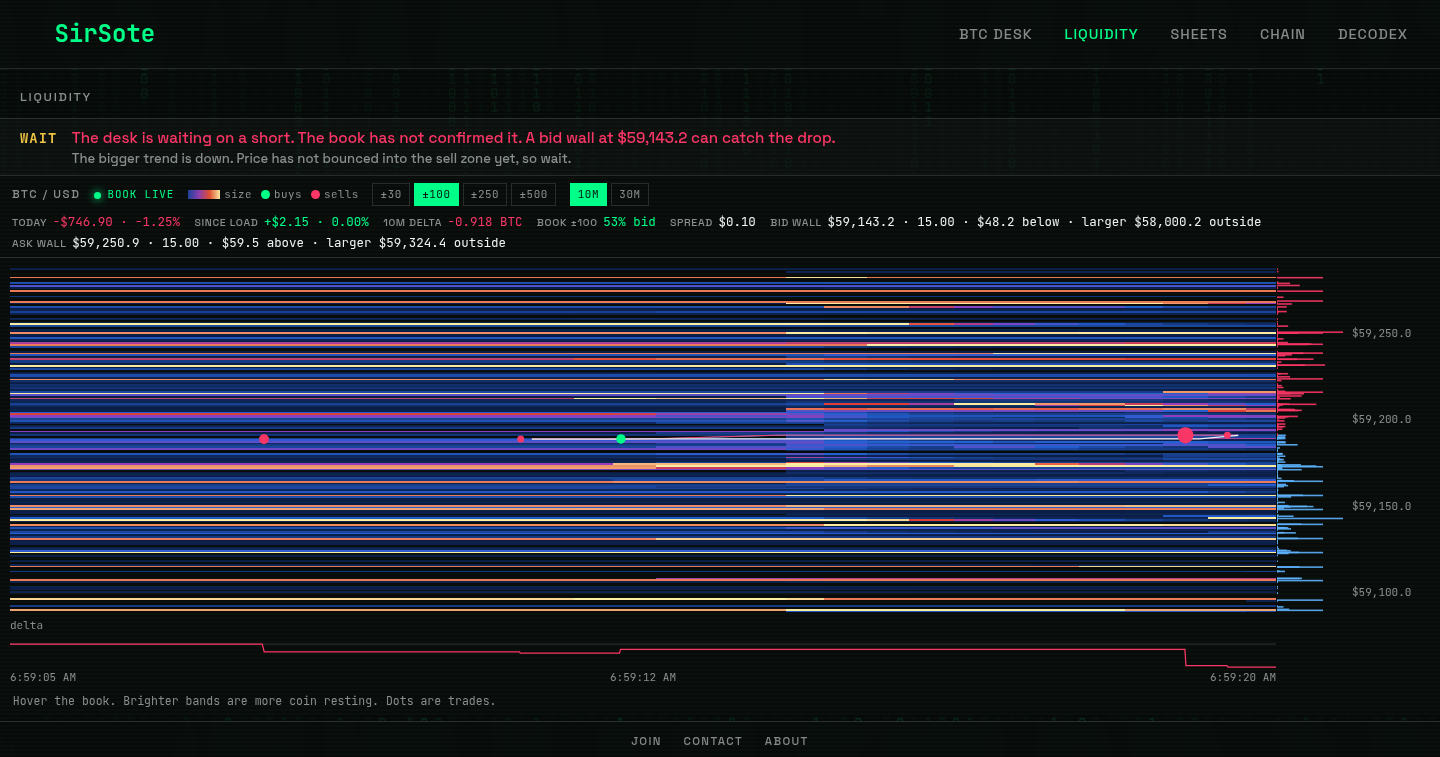 SirSote
BTC DESK LIQUIDITY SHEETS CHAIN DECODEX
LIQUIDITY
WAIT The desk is waiting on a short. The book has not confirmed it. A bid wall at $59,143.2 can catch the drop.
The bigger trend is down. Price has not bounced into the sell zone yet, so wait.
BTC / USD BOOK LIVE size buys sells ±30 ±100 ±250 ±500 10M 30M
TODAY -$746.90 · -1.25% SINCE LOAD +$2.15 · 0.00% 10M DELTA -0.918 BTC BOOK ±100 53% bid SPREAD $0.10 BID WALL $59,143.2 · 15.00 · $48.2 below · larger $58,000.2 outside
ASK WALL $59,250.9 · 15.00 · $59.5 above · larger $59,324.4 outside
$59,250.0
$59,200.0
$59,150.0
$59,100.0
delta
6:59:05 AM 6:59:12 AM 6:59:20 AM
Hover the book. Brighter bands are more coin resting. Dots are trades.
JOIN CONTACT ABOUT